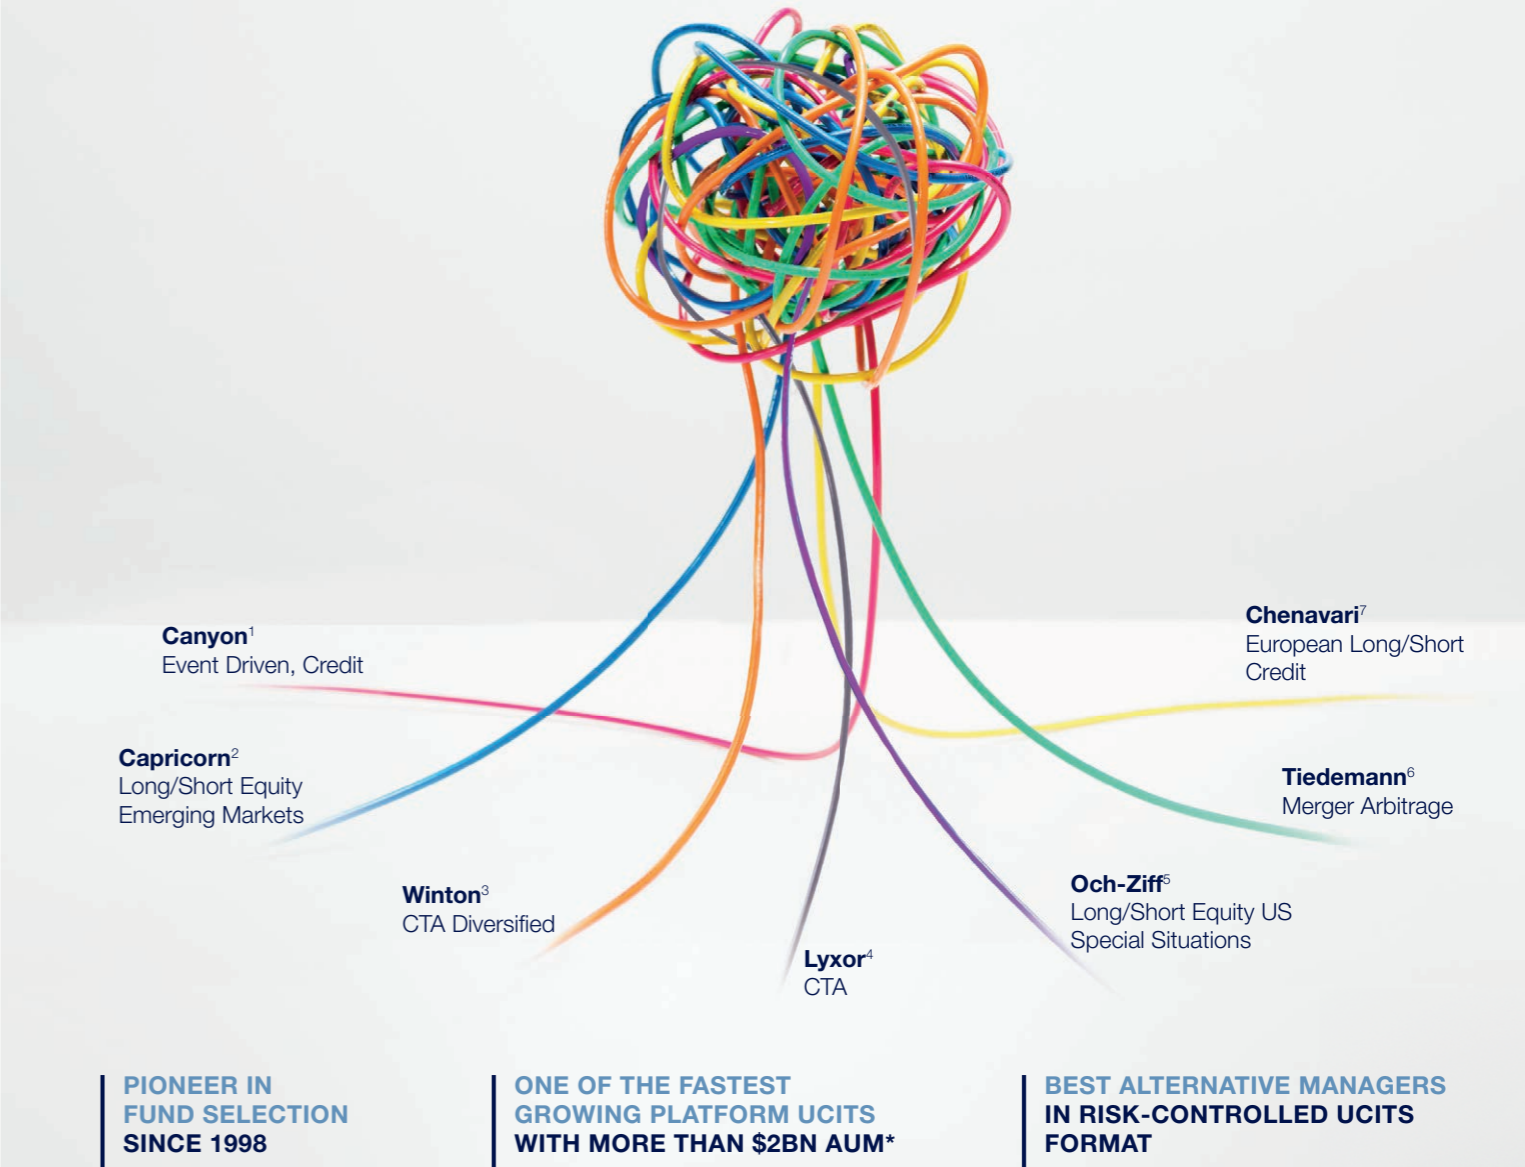 Canyon¹
Event Driven, Credit
Capricorn²
Long/Short Equity
Emerging Markets
Winton³
CTA Diversified
Lyxor⁴
CTA
Och-Ziff⁵
Long/Short Equity US
Special Situations
Tiedemann⁶
Merger Arbitrage
Chenavari⁷
European Long/Short
Credit
PIONEER IN
FUND SELECTION
SINCE 1998
ONE OF THE FASTEST
GROWING PLATFORM UCITS
WITH MORE THAN $2BN AUM*
BEST ALTERNATIVE MANAGERS
IN RISK-CONTROLLED UCITS
FORMAT